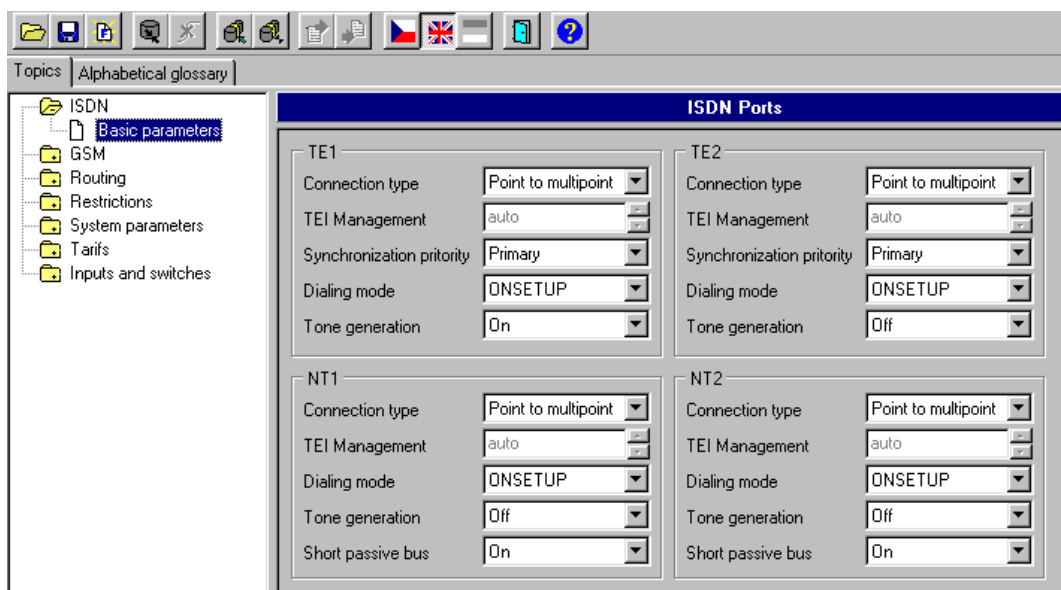 Topics Alphabetical glossary
ISDN
Basic parameters
GSM
Routing
Restrictions
System parameters
Tarifs
Inputs and switches
ISDN Ports
TE1
Connection type Point to multipoint
TEI Management auto
Synchronization pritority Primary
Dialing mode ONSETUP
Tone generation On
TE2
Connection type Point to multipoint
TEI Management auto
Synchronization pritority Primary
Dialing mode ONSETUP
Tone generation Off
NT1
Connection type Point to multipoint
TEI Management auto
Dialing mode ONSETUP
Tone generation Off
Short passive bus On
NT2
Connection type Point to multipoint
TEI Management auto
Dialing mode ONSETUP
Tone generation Off
Short passive bus On